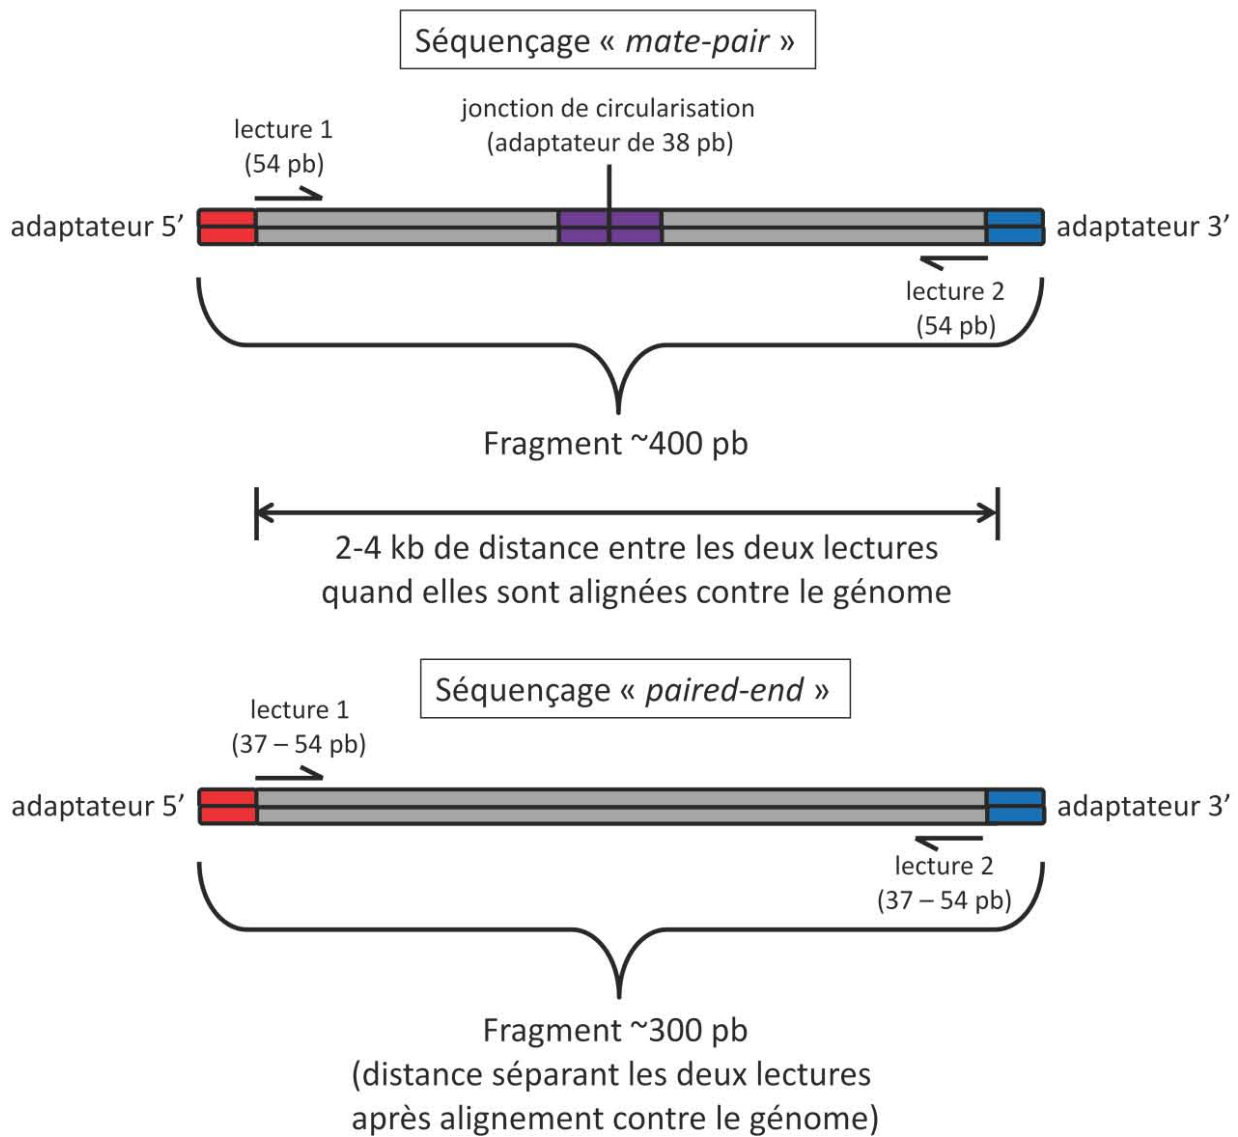 Séquençage « mate-pair »
jonction de circularisation
(adaptateur de 38 pb)
lecture 1
(54 pb)
adaptateur 5’
adaptateur 3’
lecture 2
(54 pb)
Fragment ~400 pb
2-4 kb de distance entre les deux lectures
quand elles sont alignées contre le génome
Séquençage « paired-end »
lecture 1
(37 – 54 pb)
adaptateur 5’
adaptateur 3’
lecture 2
(37 – 54 pb)
Fragment ~300 pb
(distance séparant les deux lectures
après alignement contre le génome)